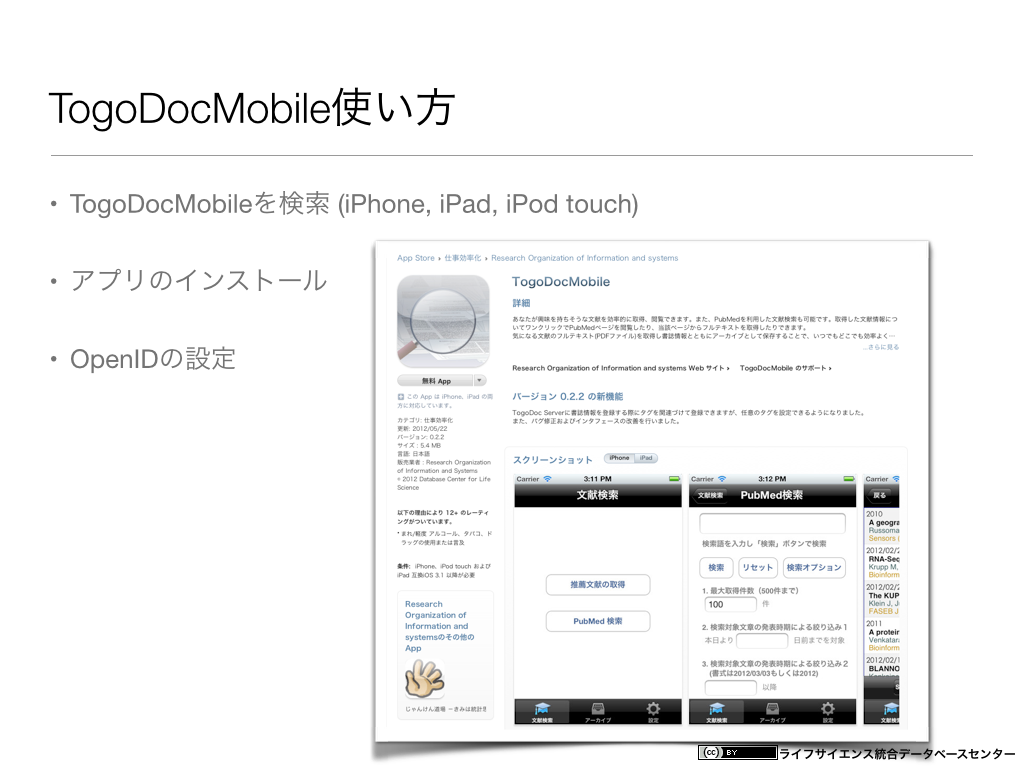 TogoDocMobile使い方
• TogoDocMobileを検索 (iPhone, iPad, iPod touch)
• アプリのインストール
• OpenIDの設定
App Store › 仕事効率化 › Research Organization of Information and systems
TogoDocMobile
詳細
あなたが興味を持ちそうな文献を効率的に取得、閲覧できます。また、PubMedを利用した文献検索も可能です。取得した文献情報につ
いてワンクリックでPubMedページを閲覧したり、当該ページからフルテキストを取得したりできます。
気になる文献のフルテキスト(PDFファイル)を取得し書誌情報とともにアーカイブとして保存することで、いつでもどこでも効率よく…
...さらに見る
Research Organization of Information and systems Web サイト › TogoDocMobile のサポート ›
バージョン 0.2.2 の新機能
TogoDoc Serverに書誌情報を登録する際にタグを関連づけて登録できますが、任意のタグを設定できるようになりました。
また、バグ修正およびインタフェースの改善を行いました。
無料 App
この App は iPhone、iPad の両
方に対応しています。
カテゴリ: 仕事効率化
更新: 2012/05/22
バージョン: 0.2.2
サイズ : 5.4 MB
言語: 日本語
販売業者 : Research Organization
of Information and Systems
© 2012 Database Center for Life
Science
以下の理由により 12+ のレーティ
ングがついています。
• まれ/軽度 アルコール、タバコ、ド
ラッグの使用または言及
条件: iPhone、iPod touch および
iPad 互換iOS 3.1 以降が必要
Research
Organization of
Information and
systemsのその他の
App
じゃんけん道場 －きみは統計を
スクリーンショット iPhone iPad
Carrier 3:11 PM
文献検索
推薦文献の取得
PubMed 検索
文献検索 アーカイブ 設定
Carrier 3:12 PM
文献検索 PubMed検索
検索語を入力し「検索」ボタンで検索
検索 リセット 検索オプション
1. 最大取得件数（500件まで）
100 件
2. 検索対象文章の発表時期による絞り込み１
本日より 日前までを対象
3. 検索対象文章の発表時期による絞り込み２
(書式は2012/03/03もしくは2012)
以降
文献検索 アーカイブ 設定
Carrier
戻る
2010
A geogra
Russoma
Sensors (
2012/02/2
RNA-Sec
Krupp M,
Bioinform
2012/02/2
The KUP
Klein J, J
FASEB J
2011
A protein
Venkatara
Bioinform
2012/02/1
BLANNO
文献検索
(cc) BY ライフサイエンス統合データベースセンター